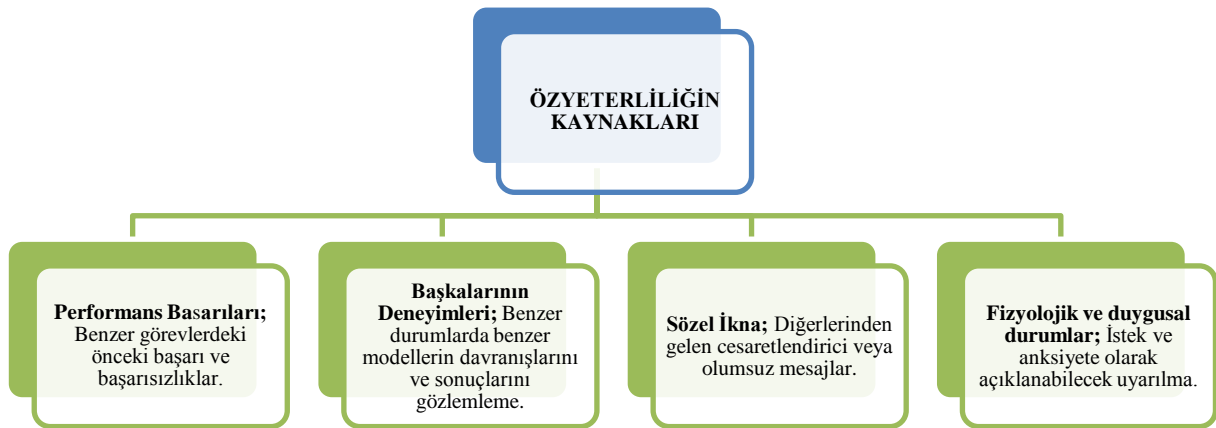 ÖZYETERLİLİĞİN
KAYNAKLARI
Performans Basarıları;
Benzer görevlerdeki
önceki başarı ve
başarısızlıklar.
Başkalarının
Deneyimleri; Benzer
durumlarda benzer
modellerin davranışlarını
ve sonuçlarını
gözlemleme.
Sözel İkna; Diğerlerinden
gelen cesaretlendirici veya
olumsuz mesajlar.
Fizyolojik ve duygusal
durumlar; İstek ve
anksiyete olarak
açıklanabilecek uyarılma.